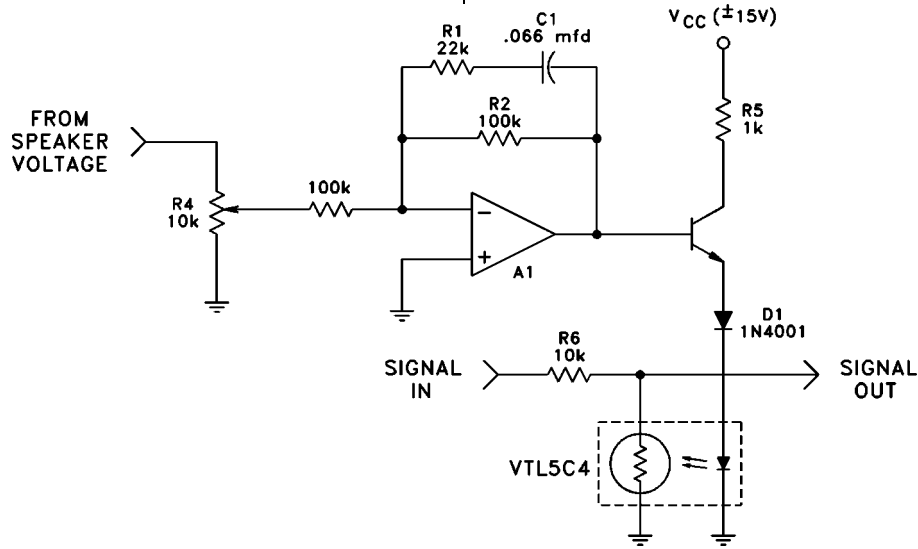 C1
.066 mfd
R1
22k
VCC (±15V)
R2
100k
R5
1k
FROM
SPEAKER
VOLTAGE
R4
10k
100k
−
+
A1
D1
1N4001
R6
10k
SIGNAL
IN
SIGNAL
OUT
VTL5C4